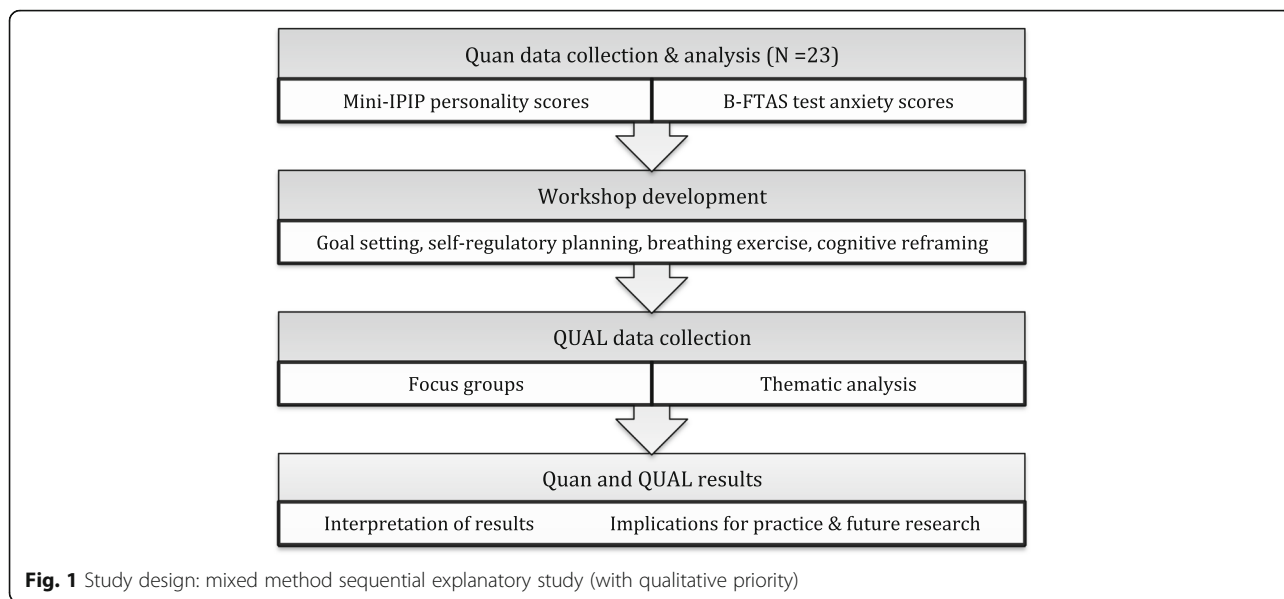 Quan data collection & analysis (N =23)
Mini-IPIP personality scores
B-FTAS test anxiety scores
Workshop development
Goal setting, self-regulatory planning, breathing exercise, cognitive reframing
QUAL data collection
Focus groups
Thematic analysis
Quan and QUAL results
Interpretation of results
Implications for practice & future research
Fig. 1 Study design: mixed method sequential explanatory study (with qualitative priority)